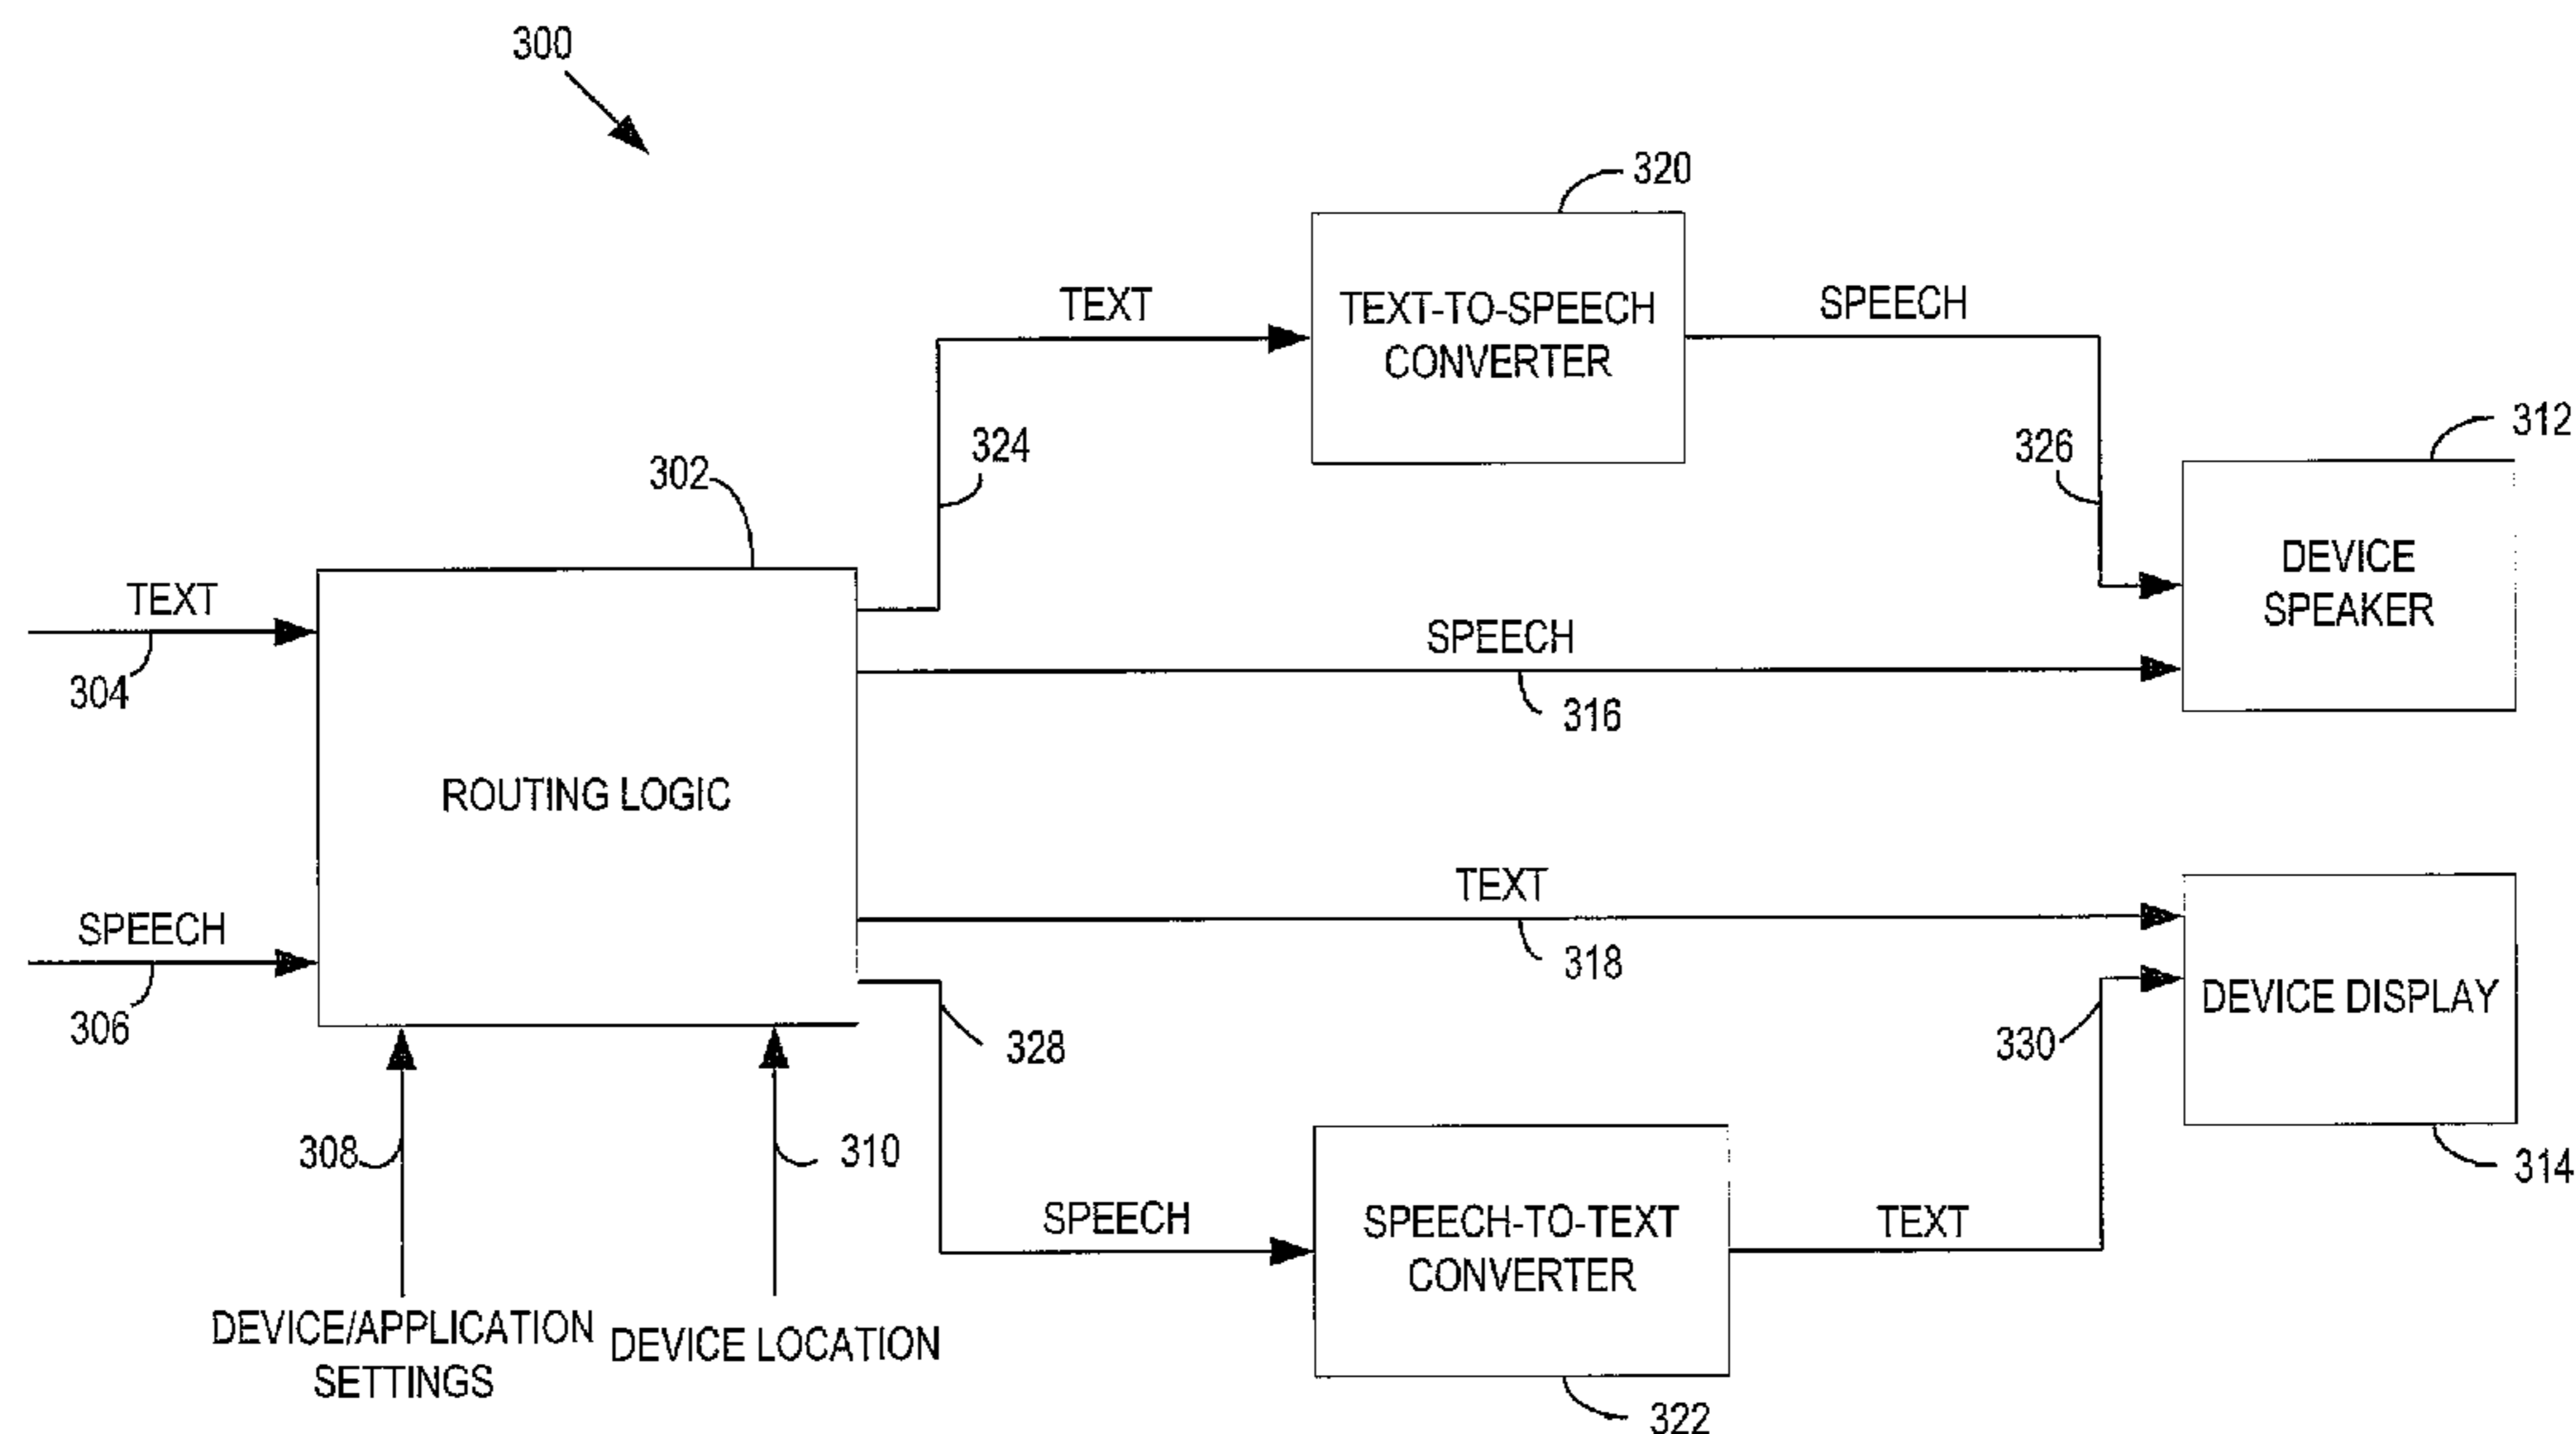 300
320
TEXT
TEXT-TO-SPEECH
CONVERTER
SPEECH
324
326
312
302
DEVICE
SPEAKER
TEXT
304
SPEECH
316
ROUTING LOGIC
TEXT
318
SPEECH
306
DEVICE DISPLAY
328
330
308
310
314
SPEECH
SPEECH-TO-TEXT
CONVERTER
TEXT
DEVICE/APPLICATION
SETTINGS
DEVICE LOCATION
322